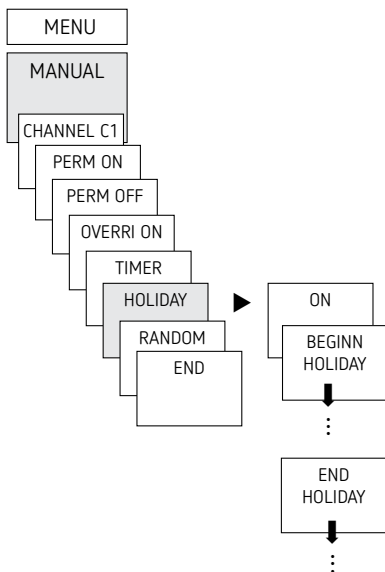 MENU
MANUAL
CHANNEL C1
PERM ON
PERM OFF
OVERRI ON
TIMER
HOLIDAY
RANDOM
END
ON
BEGINN
HOLIDAY
END
HOLIDAY